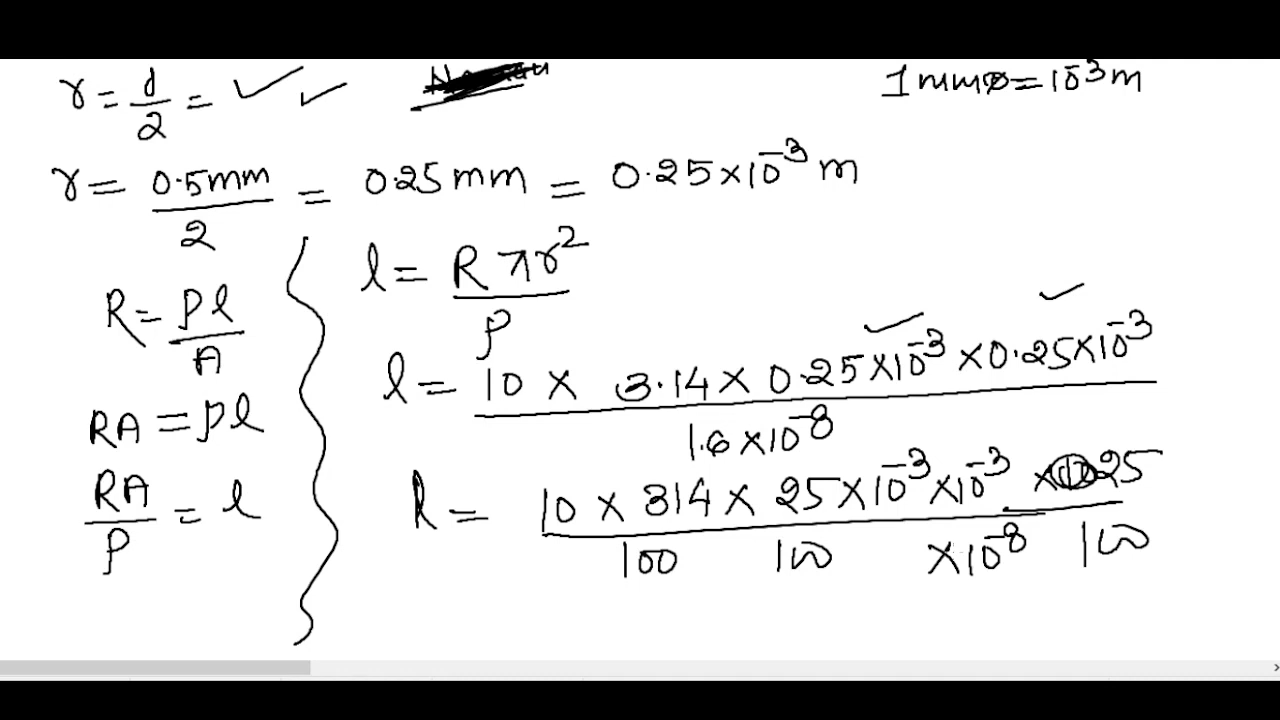 r = d/2 =
1mm = 10⁻³ m
r = 0.5mm/2 = 0.25 mm = 0.25 × 10⁻³ m
R = ρl/A
RA = ρl
RA/ρ = l
l = Rπr²/ρ
l = 10 × 3.14 × 0.25×10⁻³ × 0.25×10⁻³ / 1.6 × 10⁻⁸
l = 10 × 314 × 25 × 10⁻³ × 10⁻³ × 25 / 100 100 × 10⁻⁸ 100